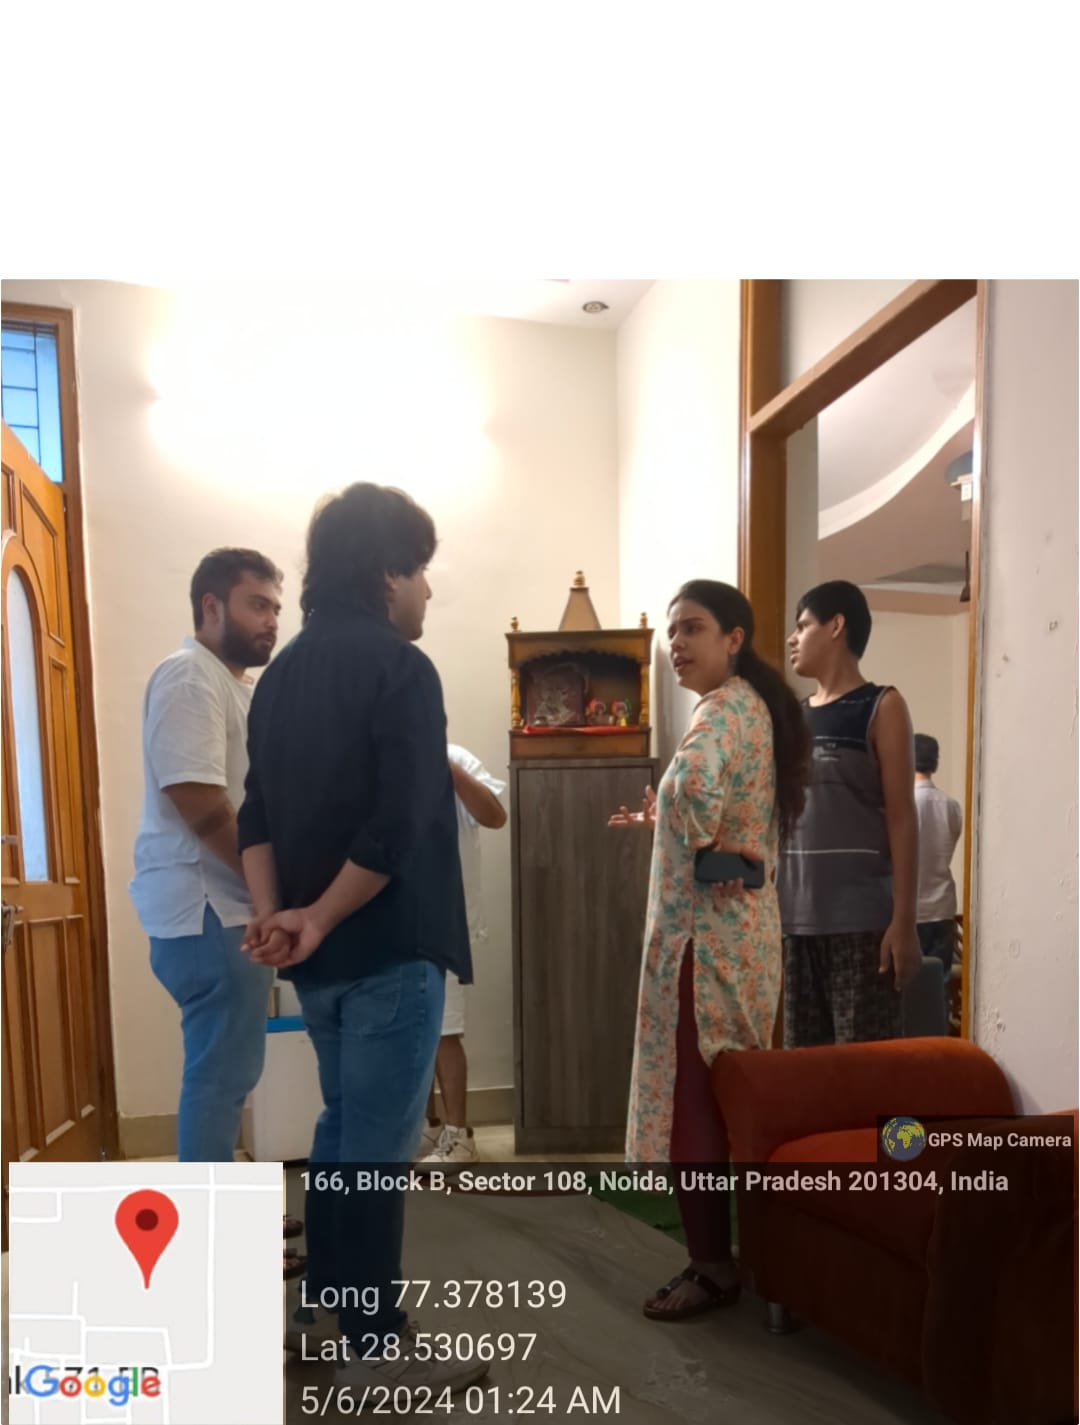 GPS Map Camera
166, Block B, Sector 108, Noida, Uttar Pradesh 201304, India
Long 77.378139
Lat 28.530697
5/6/2024 01:24 AM
Google